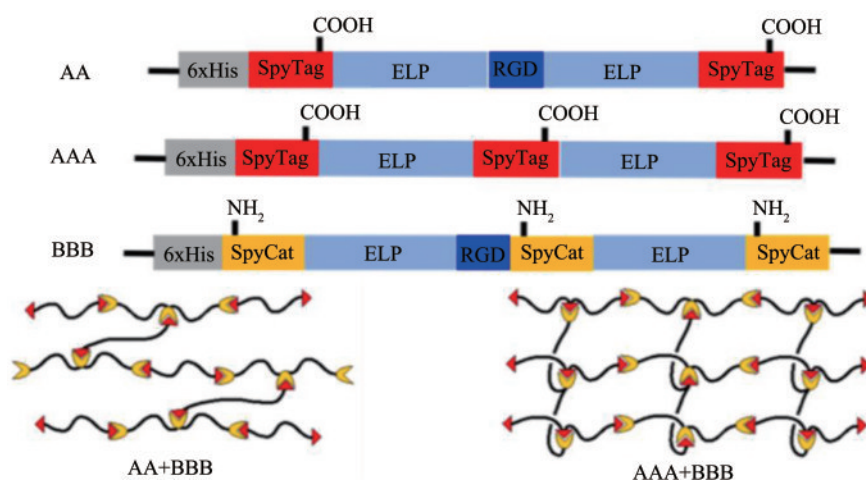 COOH COOH
AA 6xHis SpyTag ELP RGD ELP SpyTag
COOH COOH COOH
AAA 6xHis SpyTag ELP SpyTag ELP SpyTag
NH₂ NH₂ NH₂
BBB 6xHis SpyCat ELP RGD SpyCat ELP SpyCat
AA+BBB AAA+BBB